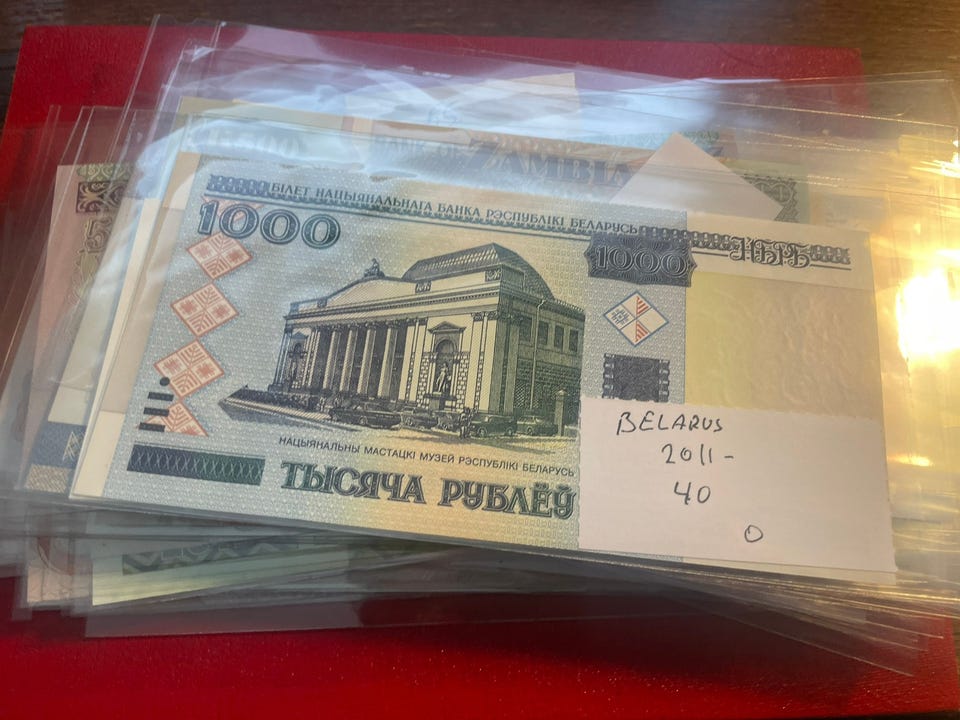 ZAMBIA
БІЛЕТ НАЦЫЯНАЛЬНАГА БАНКА РЭСПУБЛІКІ БЕЛАРУСЬ
1000
1000
НБРБ
НАЦЫЯНАЛЬНЫ МАСТАЦКІ МУЗЕЙ РЭСПУБЛІКІ БЕЛАРУСЬ
ТЫСЯЧА РУБЛЁЎ
BELARUS
2011-
40
O